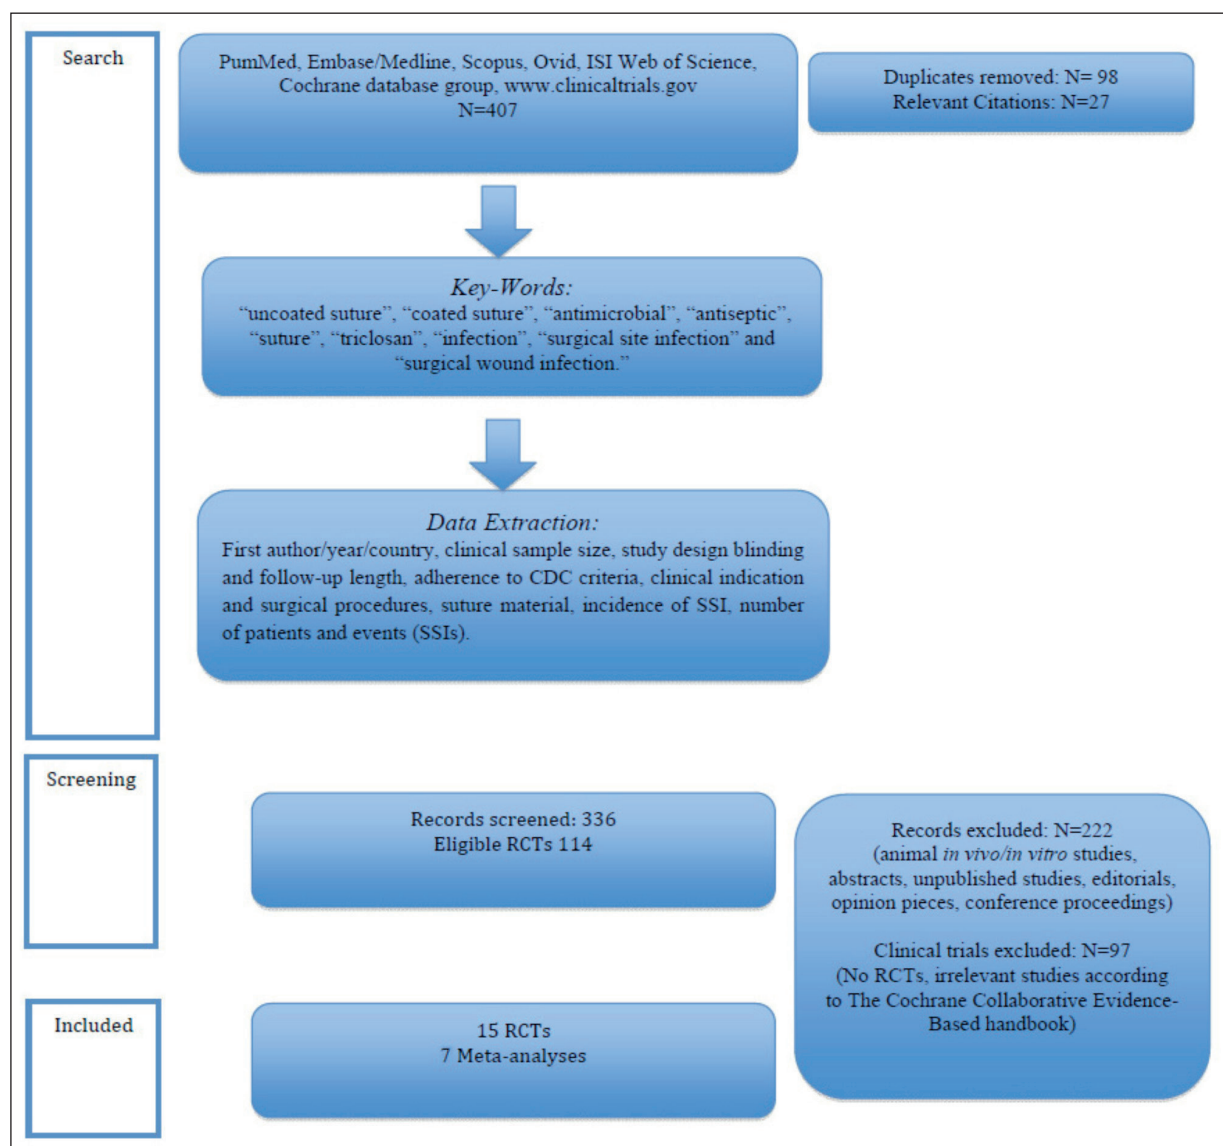 Search
PumMed, Embase/Medline, Scopus, Ovid, ISI Web of Science,
Cochrane database group, www.clinicaltrials.gov
N=407
Duplicates removed: N= 98
Relevant Citations: N=27
Key-Words:
“uncoated suture”, “coated suture”, “antimicrobial”, “antiseptic”,
“suture”, “triclosan”, “infection”, “surgical site infection” and
“surgical wound infection.”
Data Extraction:
First author/year/country, clinical sample size, study design blinding
and follow-up length, adherence to CDC criteria, clinical indication
and surgical procedures, suture material, incidence of SSI, number
of patients and events (SSIs).
Screening
Records screened: 336
Eligible RCTs 114
Records excluded: N=222
(animal in vivo/in vitro studies,
abstracts, unpublished studies, editorials,
opinion pieces, conference proceedings)
Clinical trials excluded: N=97
(No RCTs, irrelevant studies according
to The Cochrane Collaborative Evidence-
Based handbook)
Included
15 RCTs
7 Meta-analyses